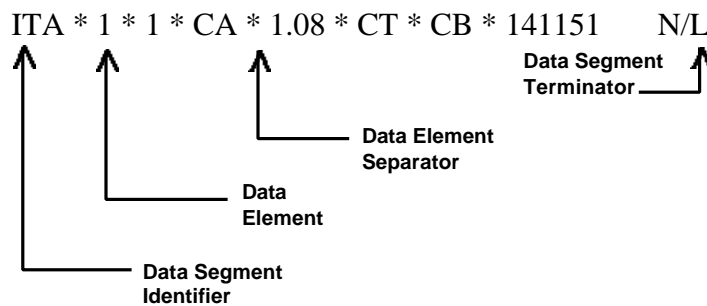 ITA * 1 * 1 * CA * 1.08 * CT * CB * 141151 N/L
Data Segment
Terminator
Data Element
Separator
Data
Element
Data Segment
Identifier